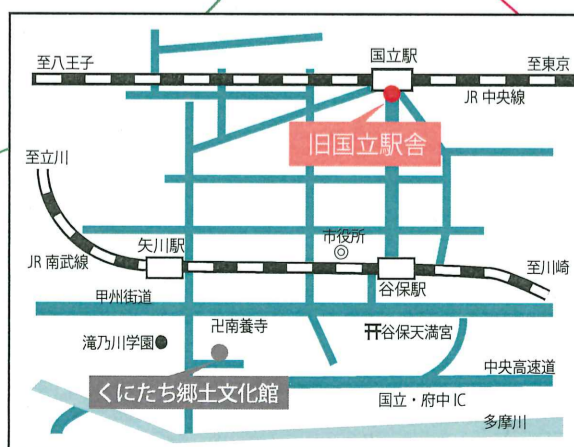 国立駅
至八王子
至東京
JR 中央線
旧国立駅舎
至立川
矢川駅
市役所
◎
JR 南武線
谷保駅
至川崎
甲州街道
卍南養寺
滝乃川学園●
谷保天満宮
中央高速道
くにたち郷土文化館
国立・府中 IC
多摩川